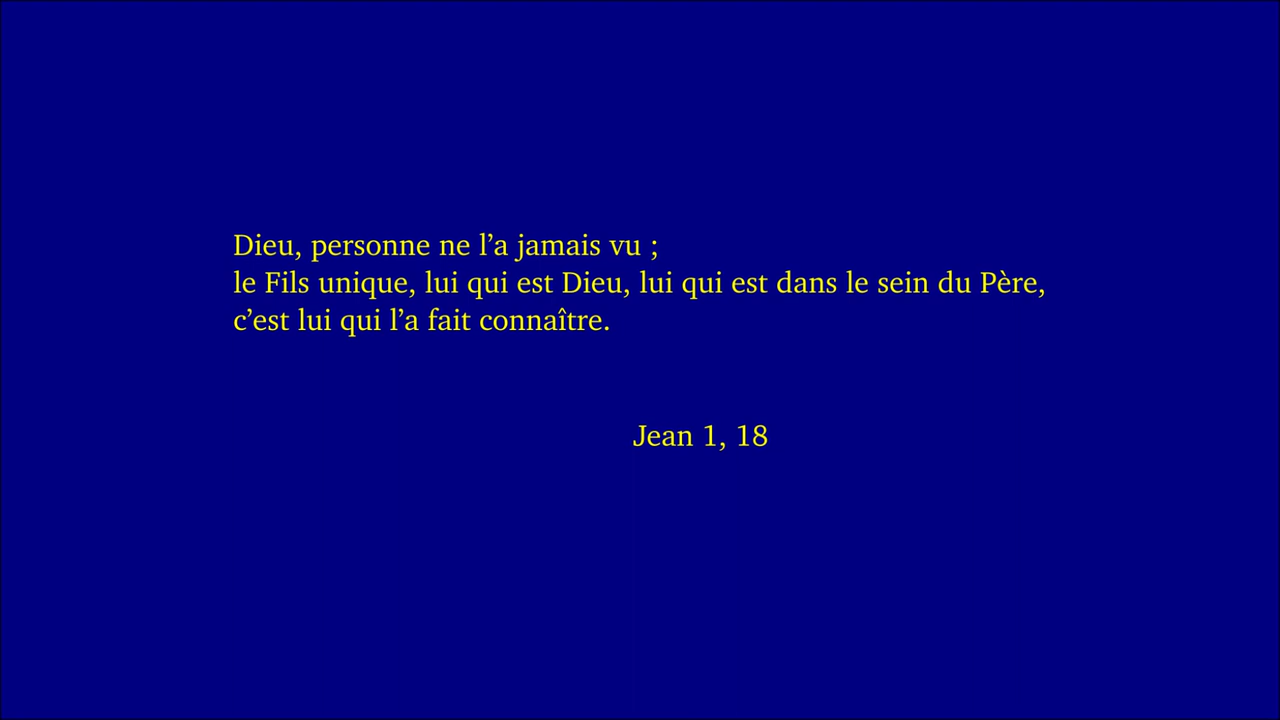 Dieu, personne ne l’a jamais vu ;
le Fils unique, lui qui est Dieu, lui qui est dans le sein du Père,
c’est lui qui l’a fait connaître.
Jean 1, 18